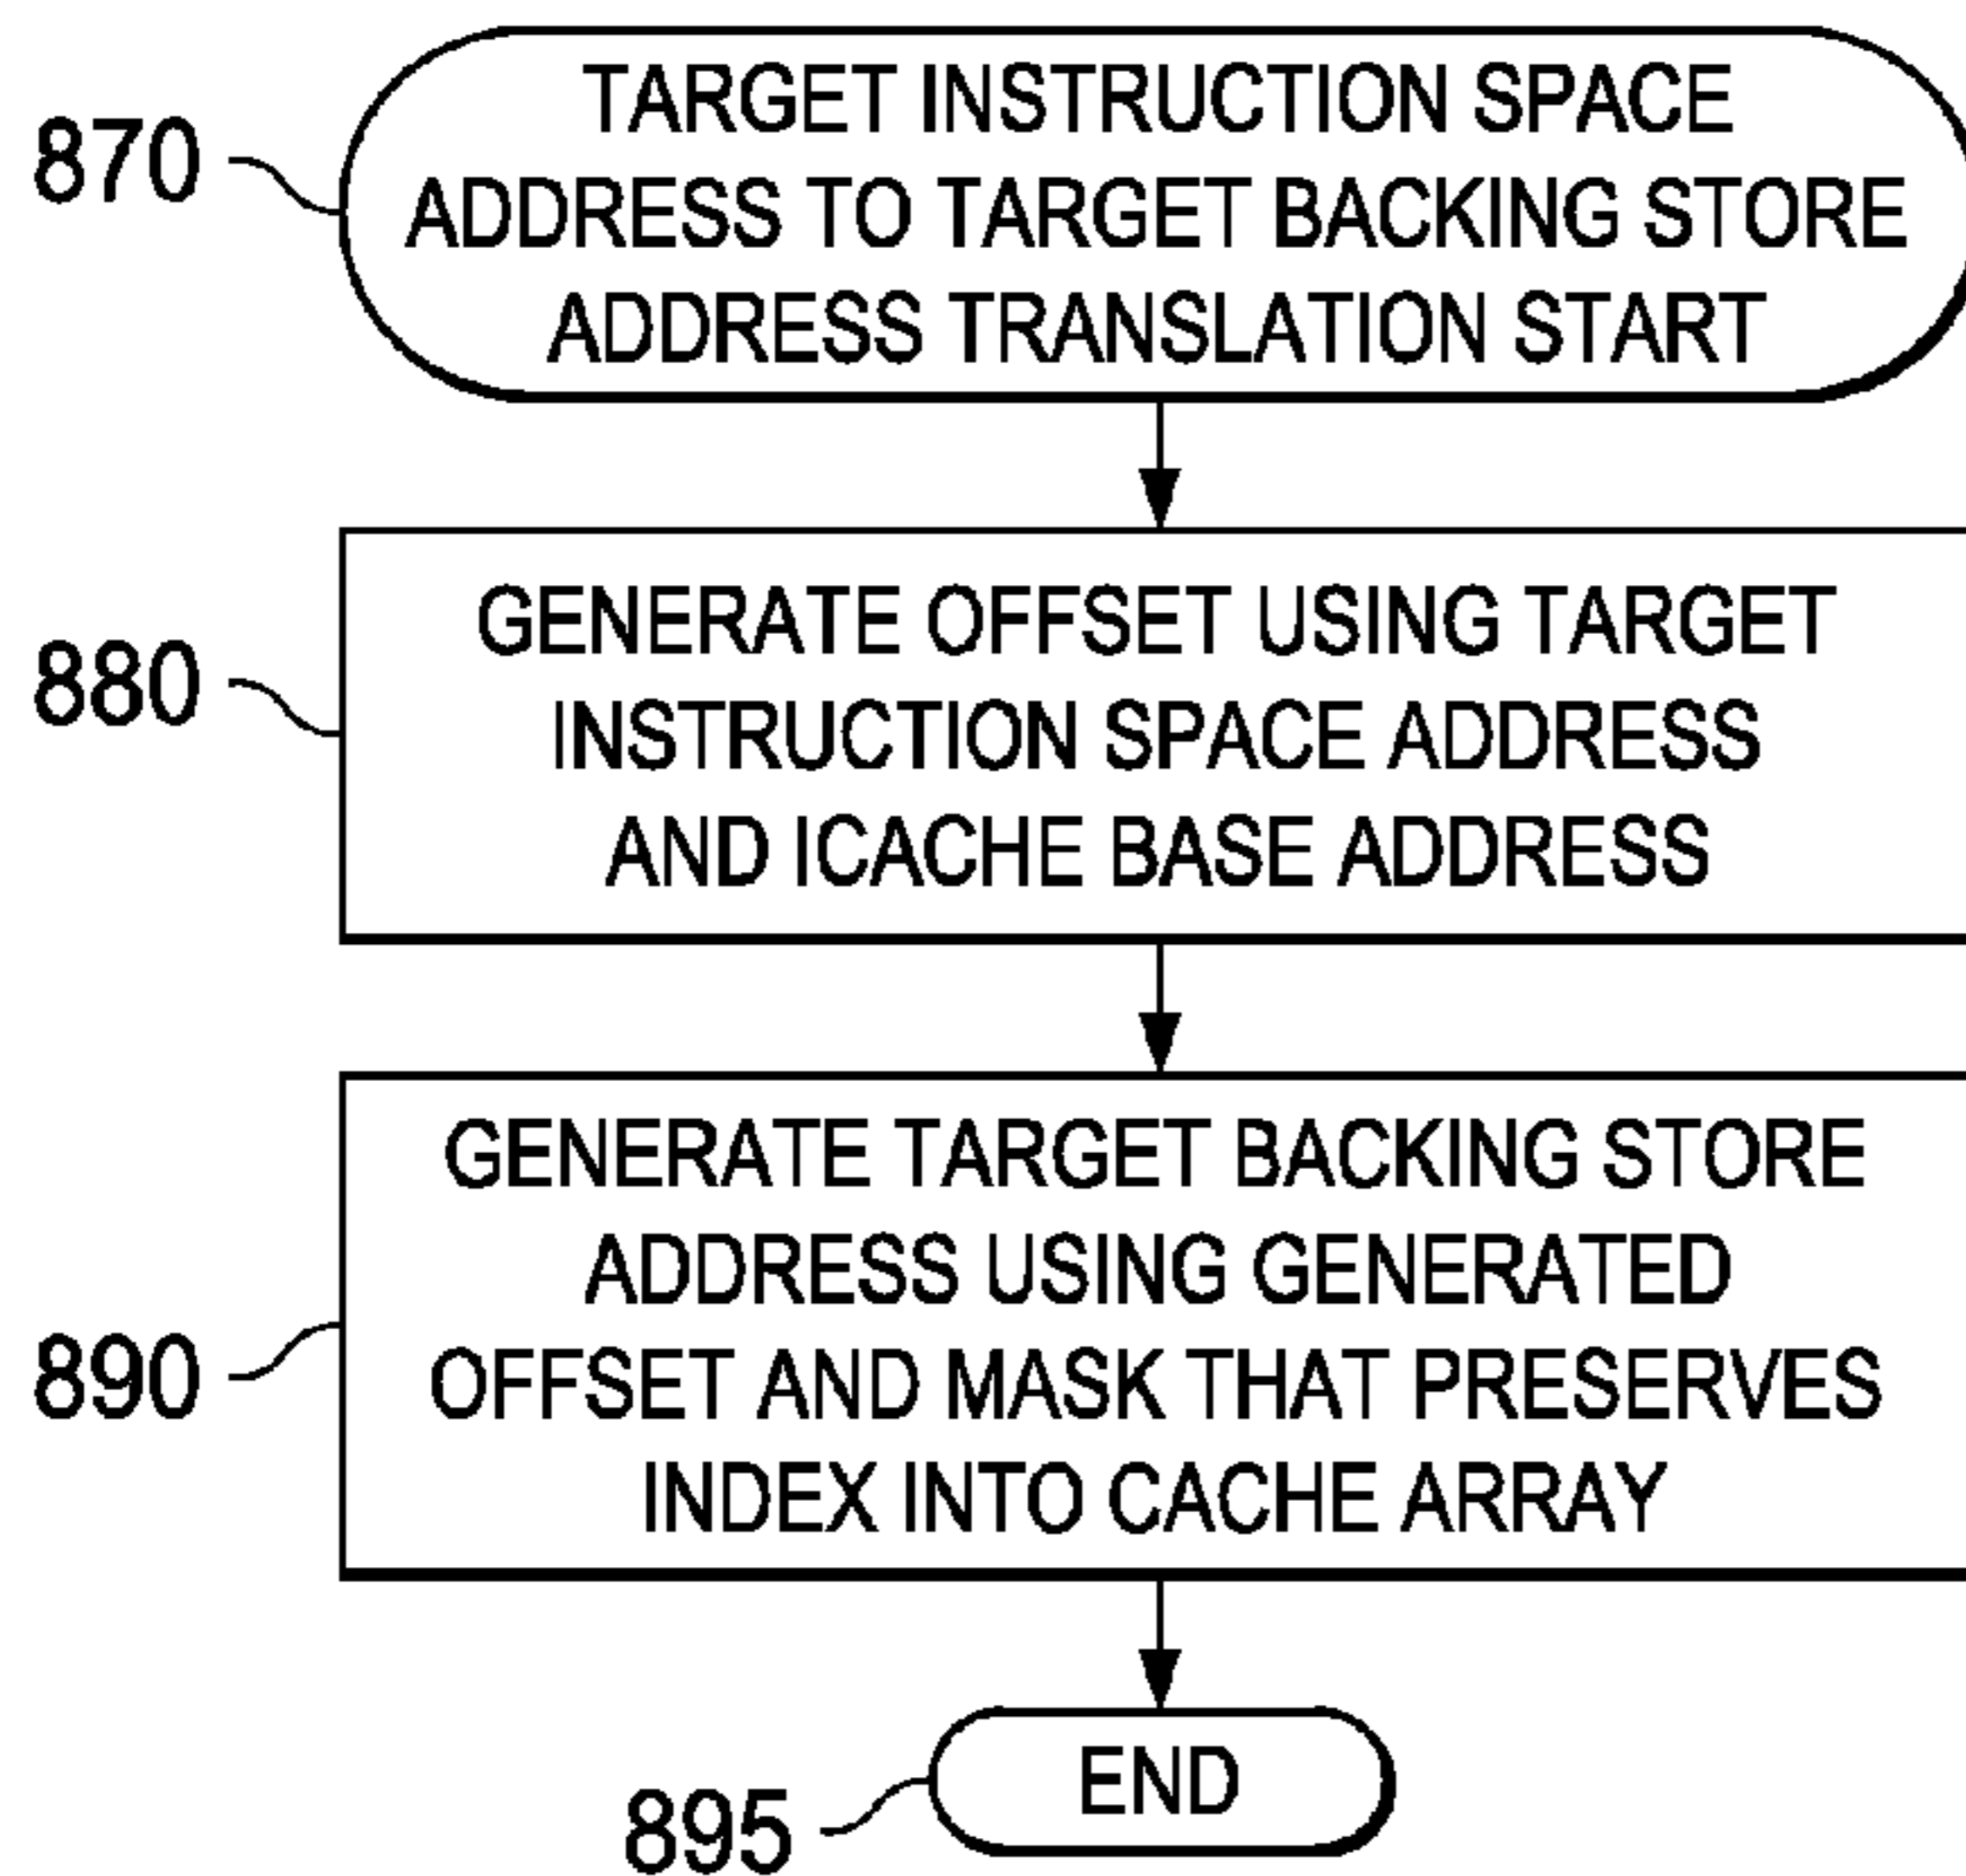 870
TARGET INSTRUCTION SPACE
ADDRESS TO TARGET BACKING STORE
ADDRESS TRANSLATION START
880
GENERATE OFFSET USING TARGET
INSTRUCTION SPACE ADDRESS
AND ICACHE BASE ADDRESS
890
GENERATE TARGET BACKING STORE
ADDRESS USING GENERATED
OFFSET AND MASK THAT PRESERVES
INDEX INTO CACHE ARRAY
895
END